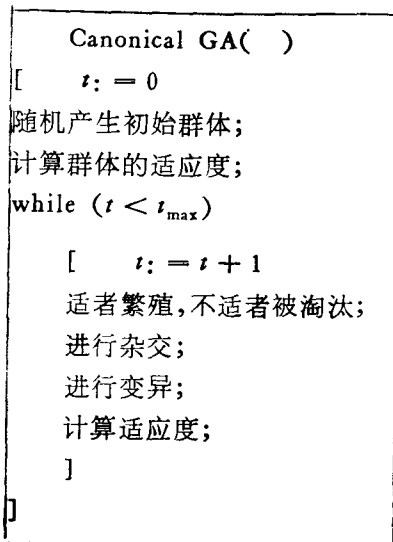 Canonical GA( )
[ t: = 0
随机产生初始群体;
计算群体的适应度;
while (t < tmax)
[ t: = t + 1
适者繁殖,不适者被淘汰;
进行杂交;
进行变异;
计算适应度;
]
]